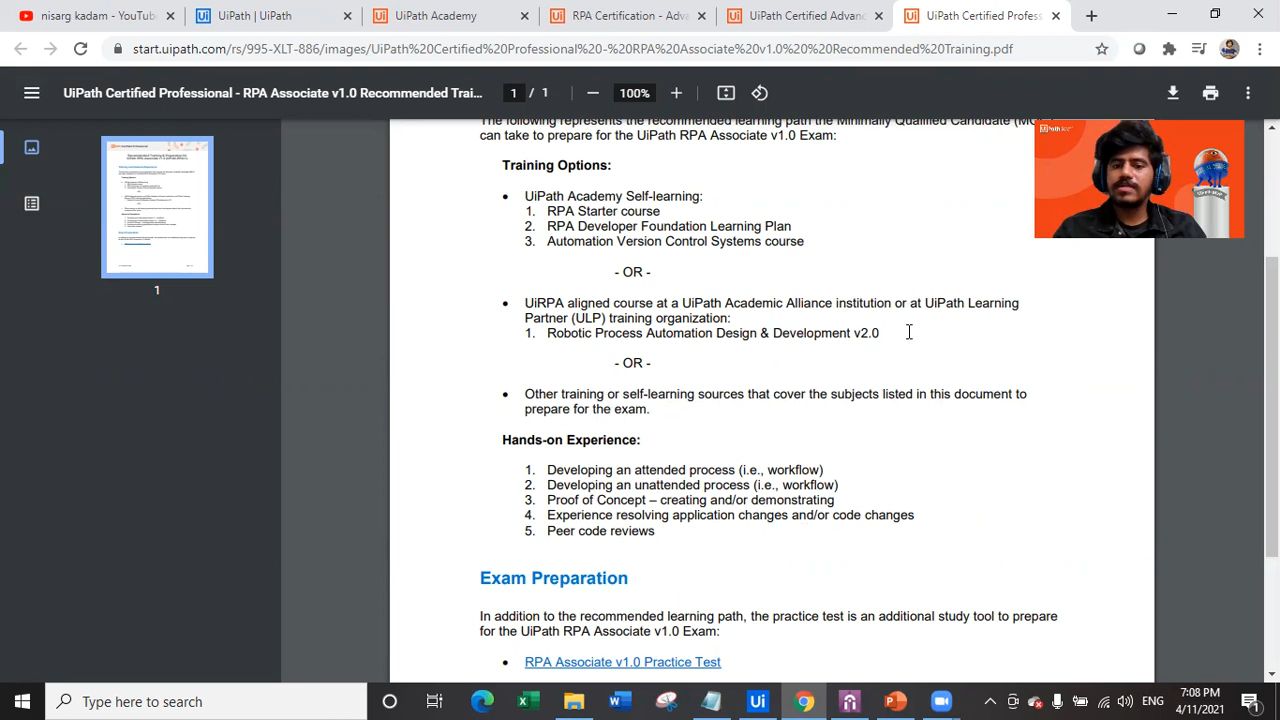 nisarg kadam - YouTube
UiPath | UiPath
UiPath Academy
RPA Certification - Adva
UiPath Certified Advanc
UiPath Certified Profess
start.uipath.com/rs/995-XLT-886/images/UiPath%20Certified%20Professional%20-%20RPA%20Associate%20v1.0%20%20Recommended%20Training.pdf
UiPath Certified Professional - RPA Associate v1.0 Recommended Trai...
1 / 1
100%
The following represents the recommended learning path the Minimally Qualified Candidate
can take to prepare for the UiPath RPA Associate v1.0 Exam:
Training Options:
• UiPath Academy Self-learning:
1. RPA Starter course
2. RPA Developer Foundation Learning Plan
3. Automation Version Control Systems course
- OR -
• UiRPA aligned course at a UiPath Academic Alliance institution or at UiPath Learning
Partner (ULP) training organization:
1. Robotic Process Automation Design & Development v2.0
- OR -
• Other training or self-learning sources that cover the subjects listed in this document to
prepare for the exam.
Hands-on Experience:
1. Developing an attended process (i.e., workflow)
2. Developing an unattended process (i.e., workflow)
3. Proof of Concept – creating and/or demonstrating
4. Experience resolving application changes and/or code changes
5. Peer code reviews
Exam Preparation
In addition to the recommended learning path, the practice test is an additional study tool to prepare
for the UiPath RPA Associate v1.0 Exam:
• RPA Associate v1.0 Practice Test
1
Type here to search
ENG
7:08 PM
4/11/2021